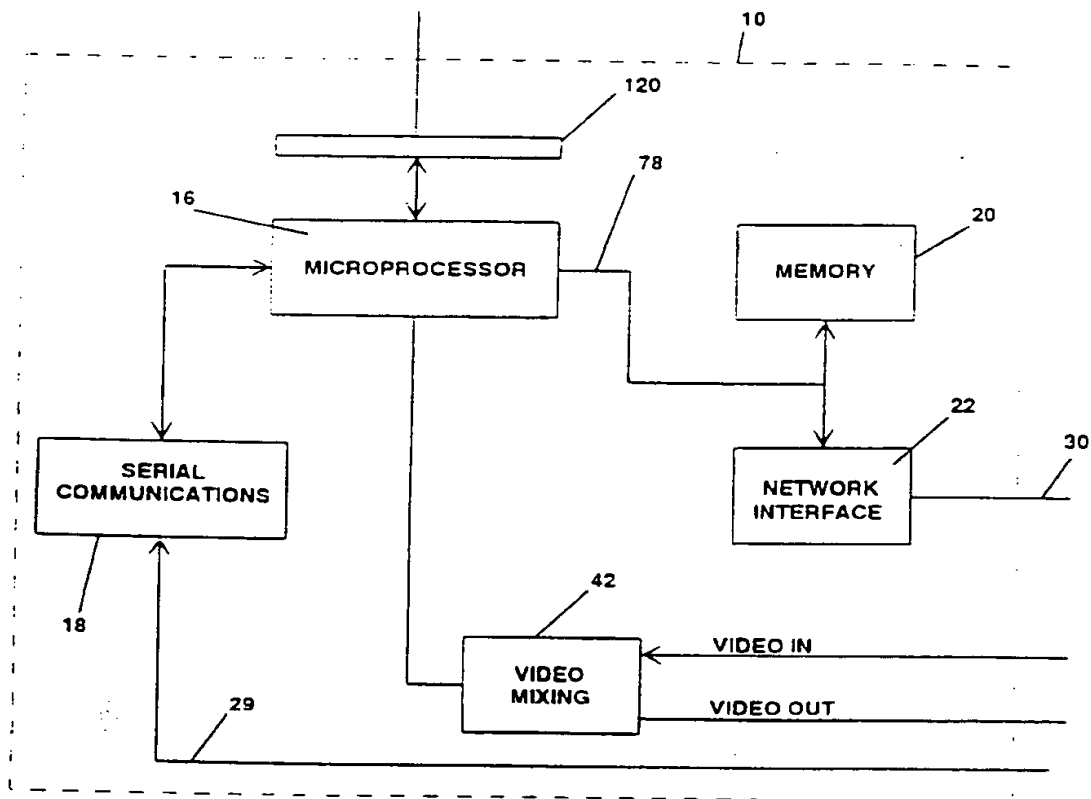 10
120
78
16
20
MICROPROCESSOR
MEMORY
22
30
SERIAL
COMMUNICATIONS
NETWORK
INTERFACE
18
42
VIDEO IN
VIDEO
MIXING
VIDEO OUT
29